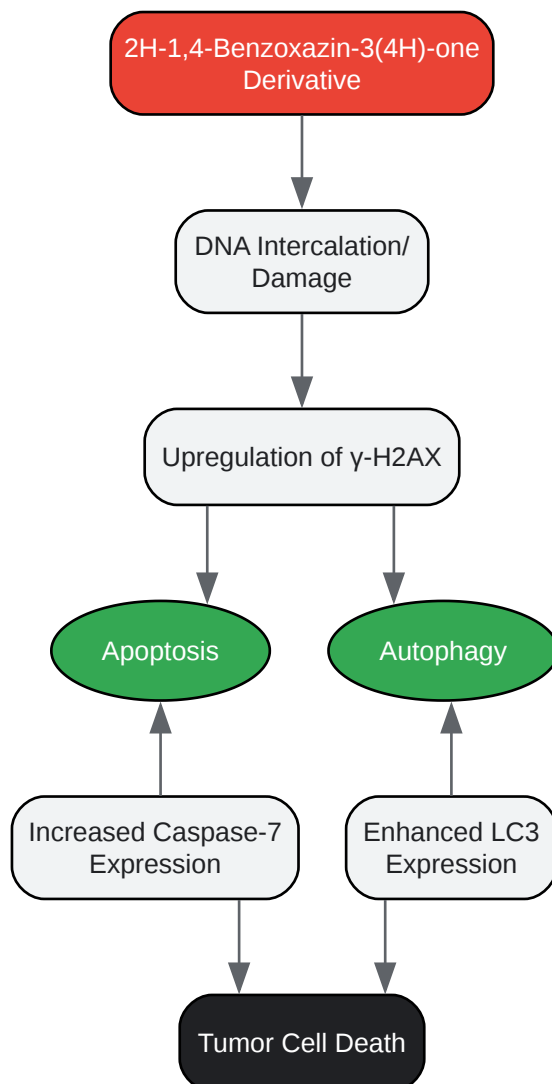 2H-1,4-Benzoxazin-3(4H)-one
Derivative
DNA Intercalation/
Damage
Upregulation of γ-H2AX
Apoptosis
Autophagy
Increased Caspase-7
Expression
Enhanced LC3
Expression
Tumor Cell Death